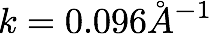 k = 0.096Å⁻¹